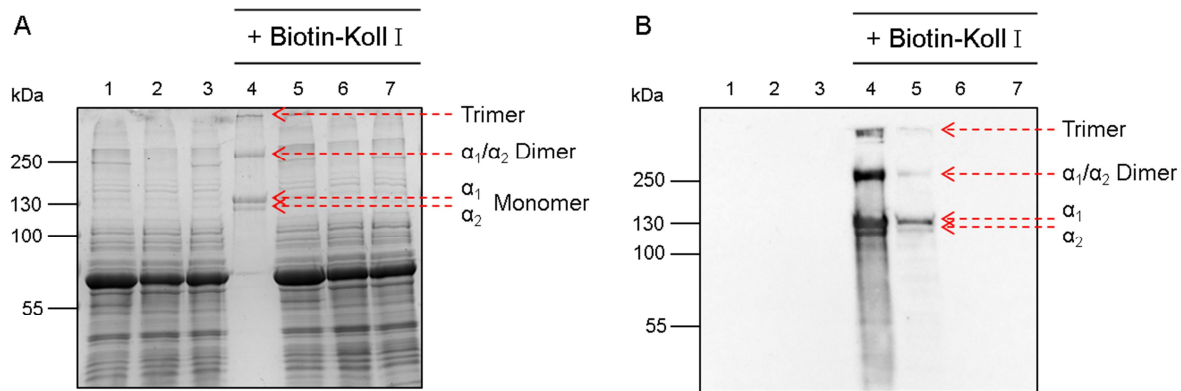 A
+ Biotin-Koll I
kDa
1 2 3 4 5 6 7
250
130
100
55
Trimer
α1/α2 Dimer
α1
α2
Monomer
B
+ Biotin-Koll I
kDa
1 2 3 4 5 6 7
250
130
100
55
Trimer
α1/α2 Dimer
α1
α2